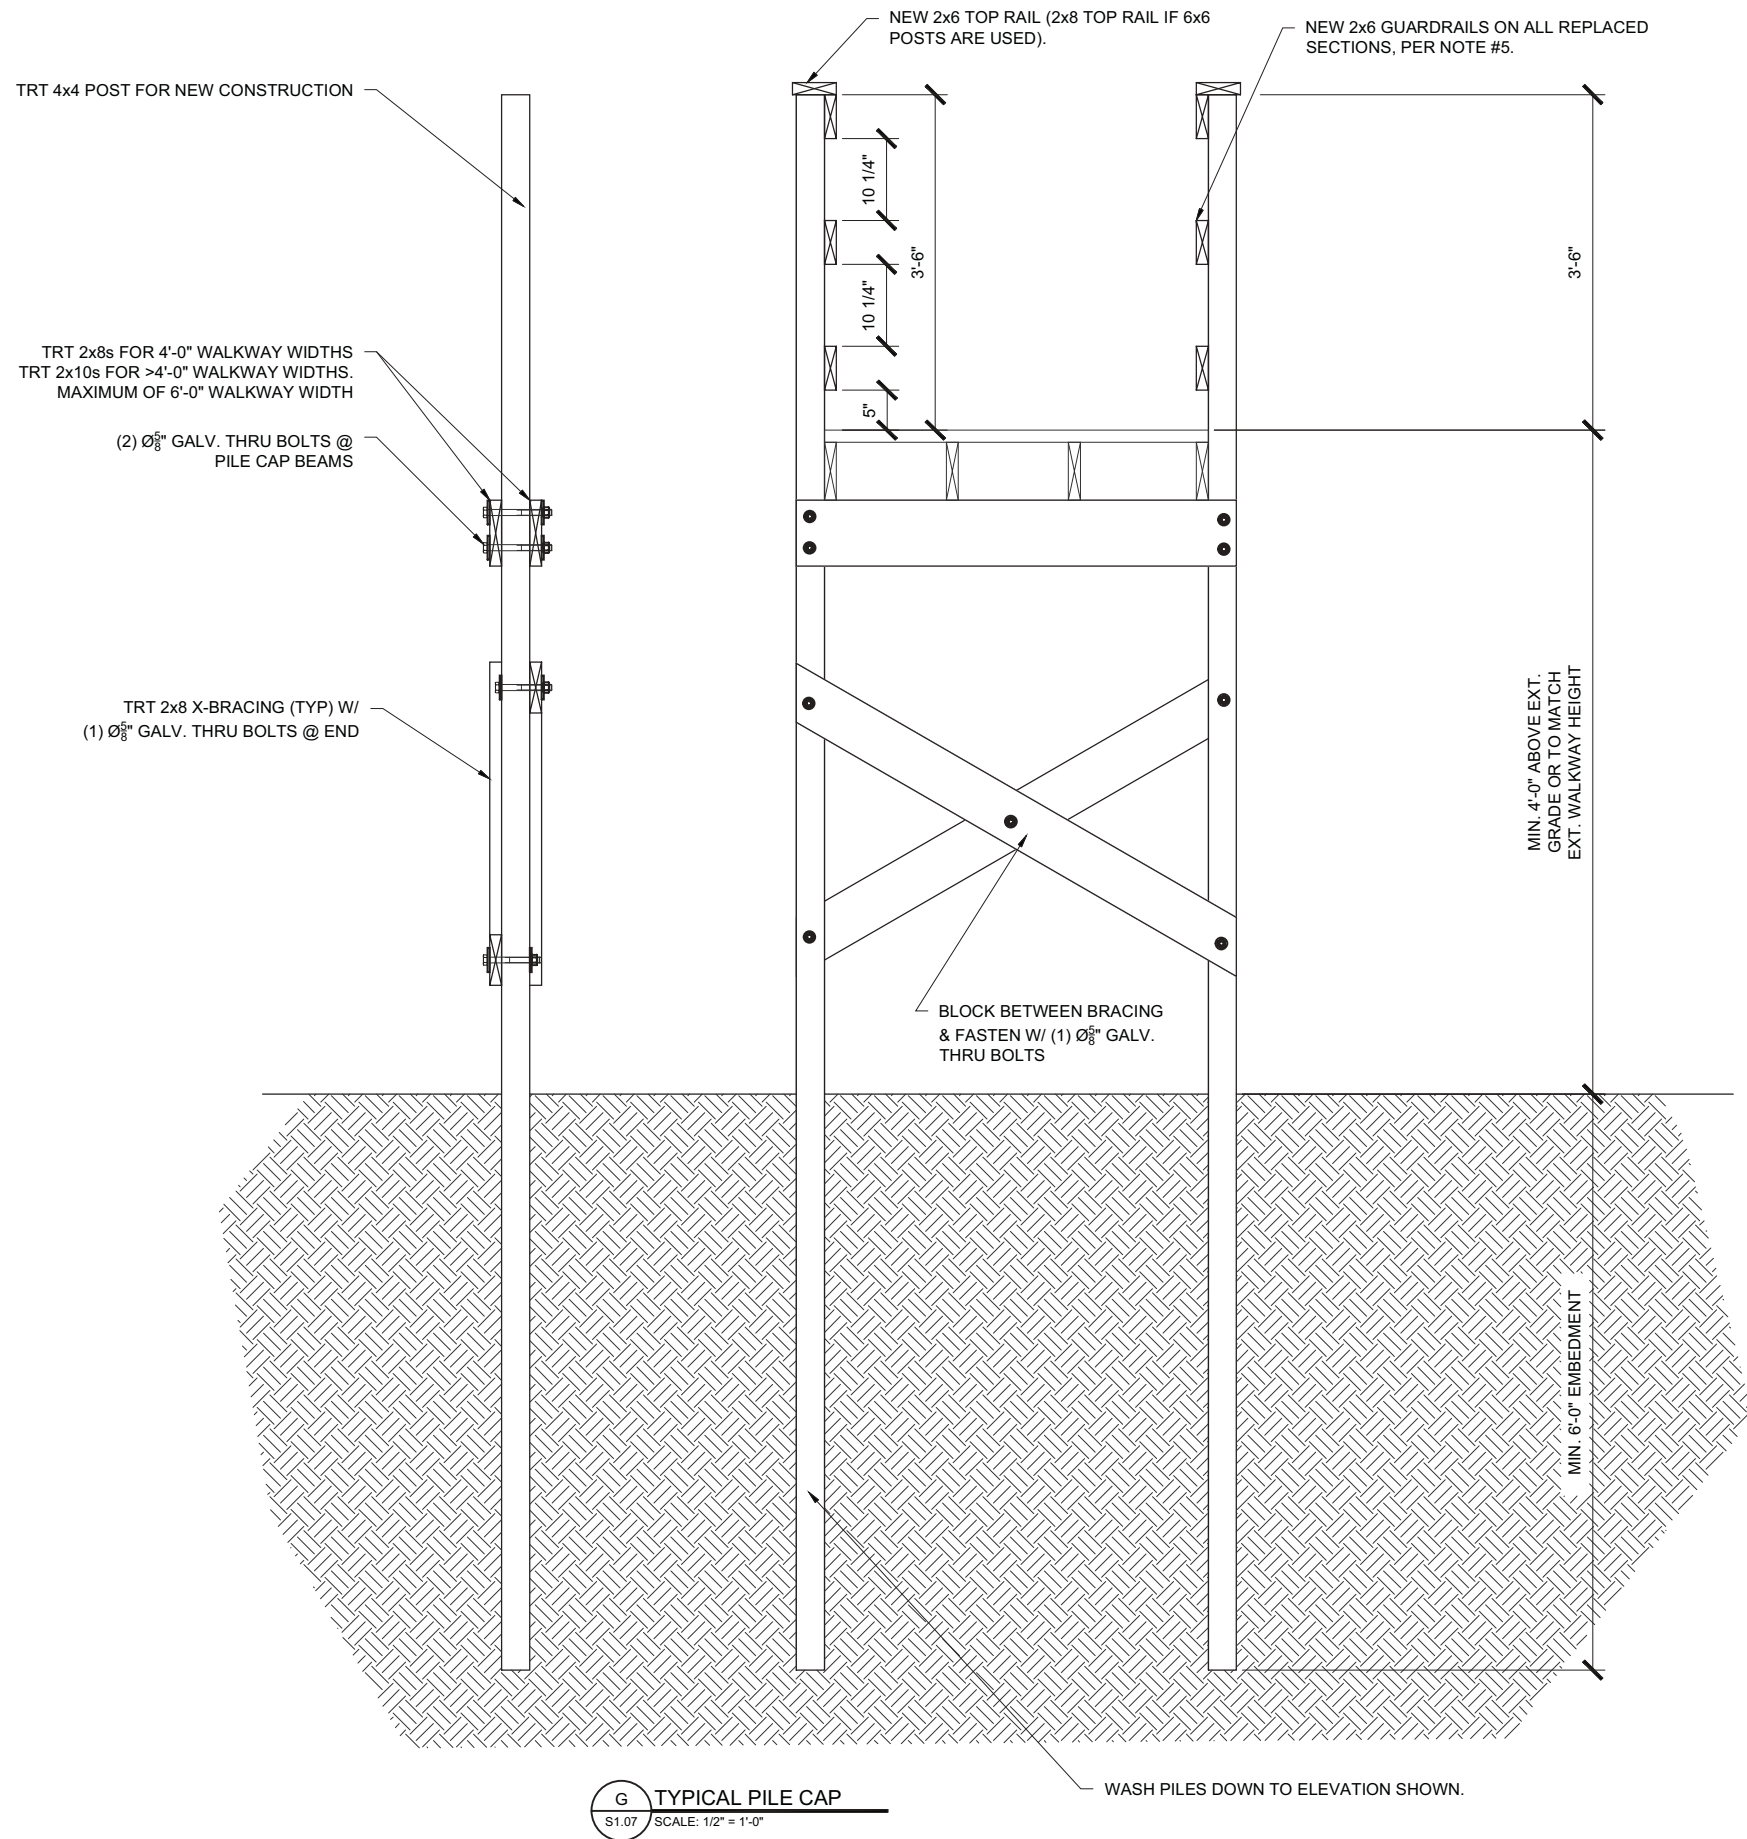 NEW 2x6 TOP RAIL (2x8 TOP RAIL IF 6x6
POSTS ARE USED).
NEW 2x6 GUARDRAILS ON ALL REPLACED
SECTIONS, PER NOTE #5.
TRT 4x4 POST FOR NEW CONSTRUCTION
10 1/4"
3'-6"
3'-6"
10 1/4"
5"
TRT 2x8s FOR 4'-0" WALKWAY WIDTHS
TRT 2x10s FOR >4'-0" WALKWAY WIDTHS.
MAXIMUM OF 6'-0" WALKWAY WIDTH
(2) Ø5/8" GALV. THRU BOLTS @
PILE CAP BEAMS
TRT 2x8 X-BRACING (TYP) W/
(1) Ø5/8" GALV. THRU BOLTS @ END
MIN. 4'-0" ABOVE EXT.
GRADE OR TO MATCH
EXT. WALKWAY HEIGHT
BLOCK BETWEEN BRACING
& FASTEN W/ (1) Ø5/8" GALV.
THRU BOLTS
MIN. 6'-0" EMBEDMENT
WASH PILES DOWN TO ELEVATION SHOWN.
G
S1.07
TYPICAL PILE CAP
SCALE: 1/2" = 1'-0"